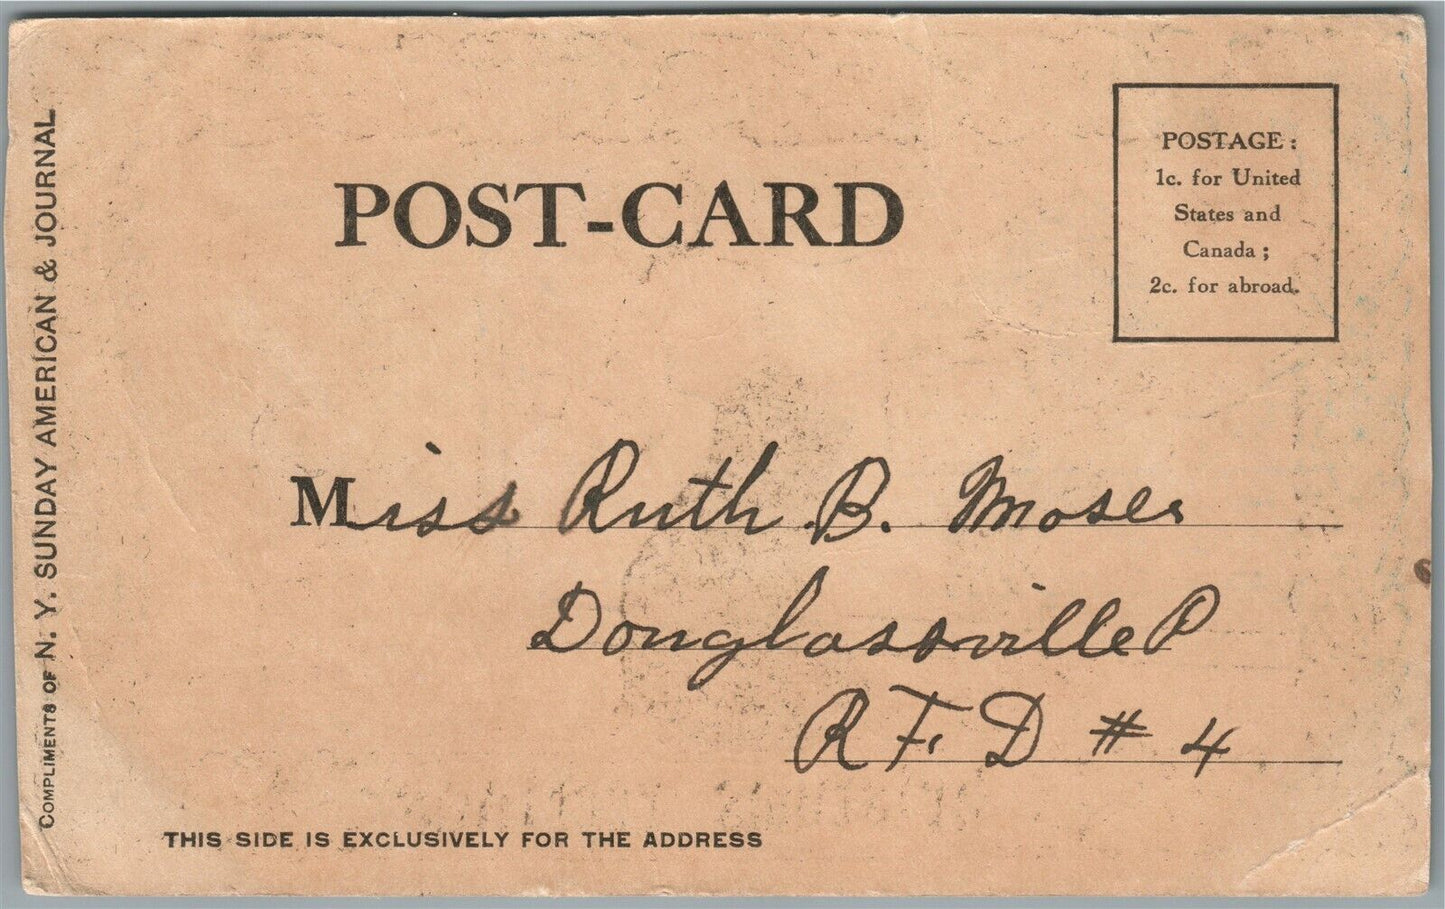 COMPLIMENTS OF N. Y. SUNDAY AMERICAN & JOURNAL
POST-CARD
POSTAGE:
1c. for United
States and
Canada;
2c. for abroad.
Miss Ruth B. Moser
Douglassville P
R F. D # 4
THIS SIDE IS EXCLUSIVELY FOR THE ADDRESS